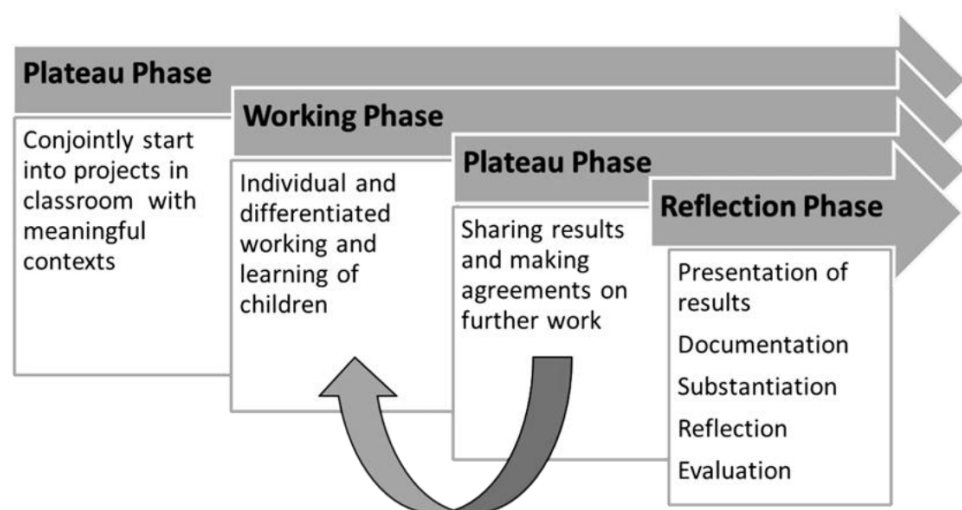 Plateau Phase
Conjointly start
into projects in
classroom with
meaningful
contexts
Working Phase
Individual and
differentiated
working and
learning of
children
Plateau Phase
Sharing results
and making
agreements on
further work
Reflection Phase
Presentation of
results
Documentation
Substantiation
Reflection
Evaluation